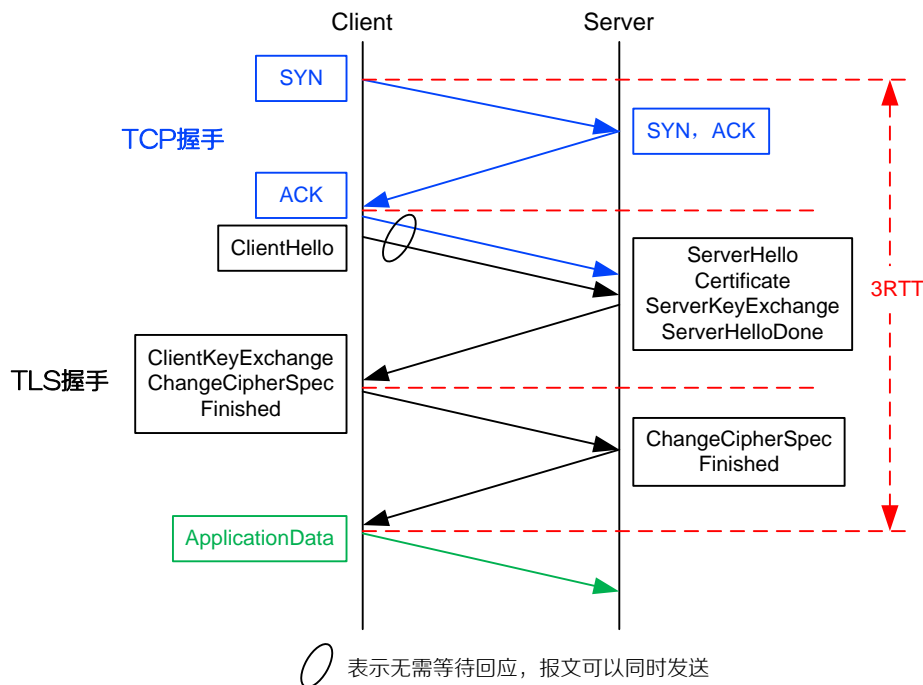 Client
Server
SYN
TCP握手
SYN，ACK
ACK
ClientHello
ServerHello
Certificate
ServerKeyExchange
ServerHelloDone
3RTT
TLS握手
ClientKeyExchange
ChangeCipherSpec
Finished
ChangeCipherSpec
Finished
ApplicationData
表示无需等待回应，报文可以同时发送